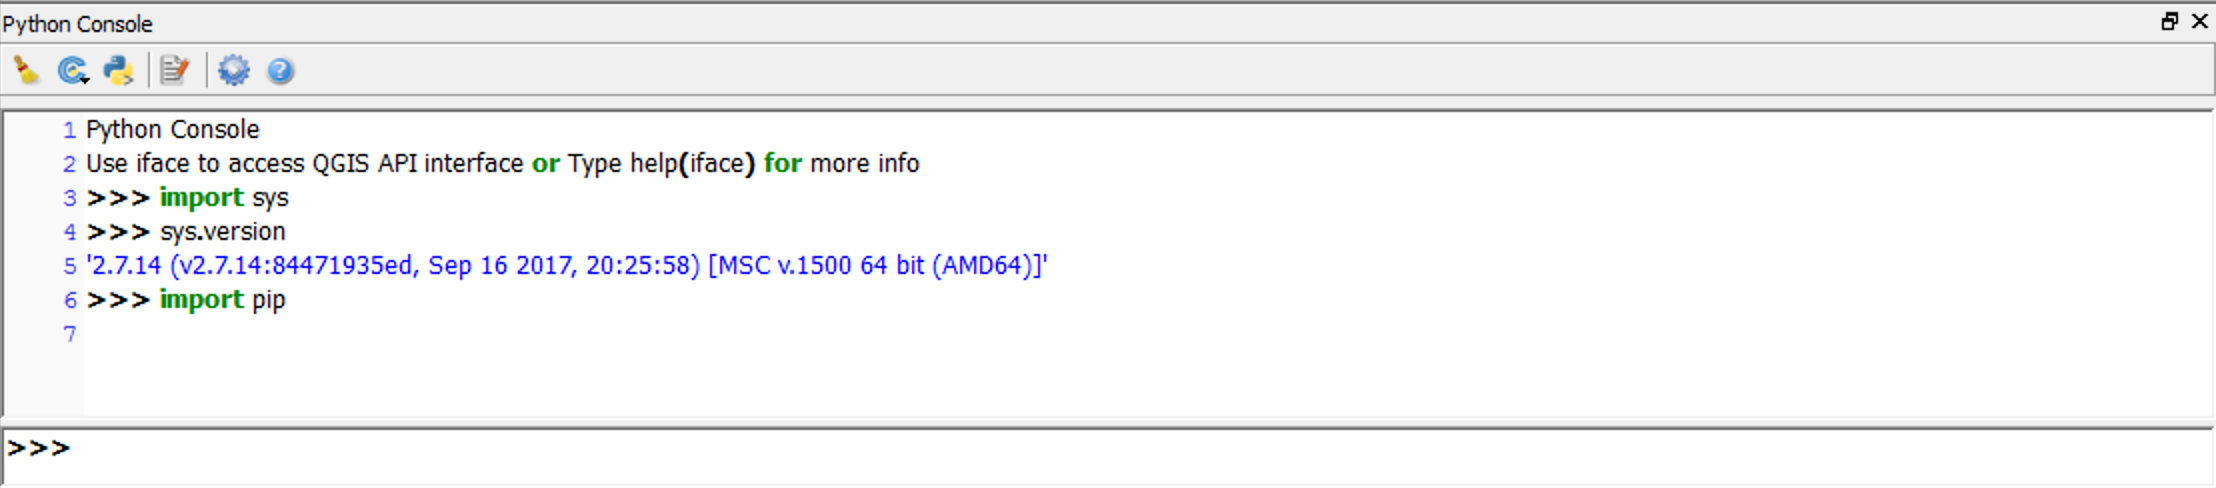 Python Console
1 Python Console
2 Use iface to access QGIS API interface or Type help(iface) for more info
3 >>> import sys
4 >>> sys.version
5 '2.7.14 (v2.7.14:84471935ed, Sep 16 2017, 20:25:58) [MSC v.1500 64 bit (AMD64)]'
6 >>> import pip
7
>>>